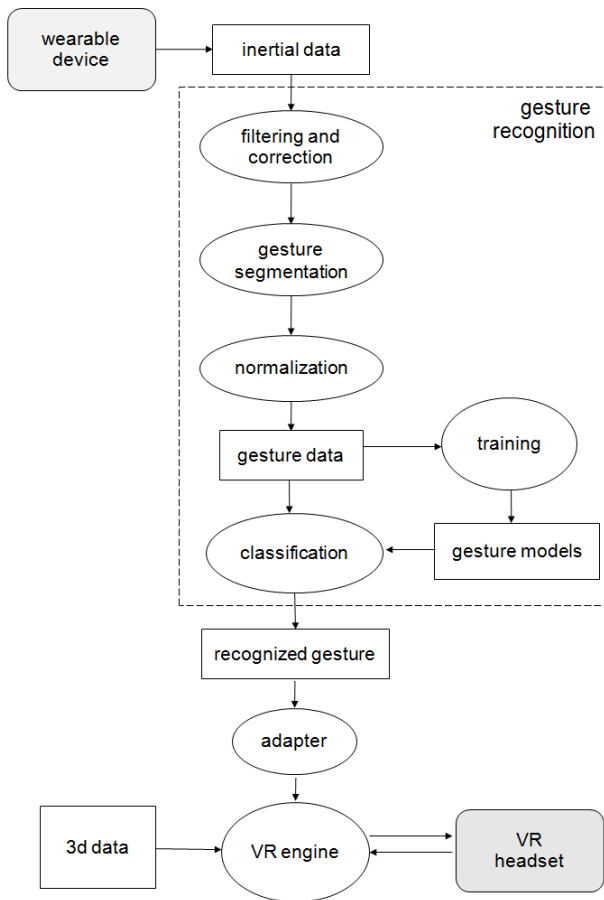 wearable
device
inertial data
gesture
recognition
filtering and
correction
gesture
segmentation
normalization
gesture data
training
classification
gesture models
recognized gesture
adapter
3d data
VR engine
VR
headset